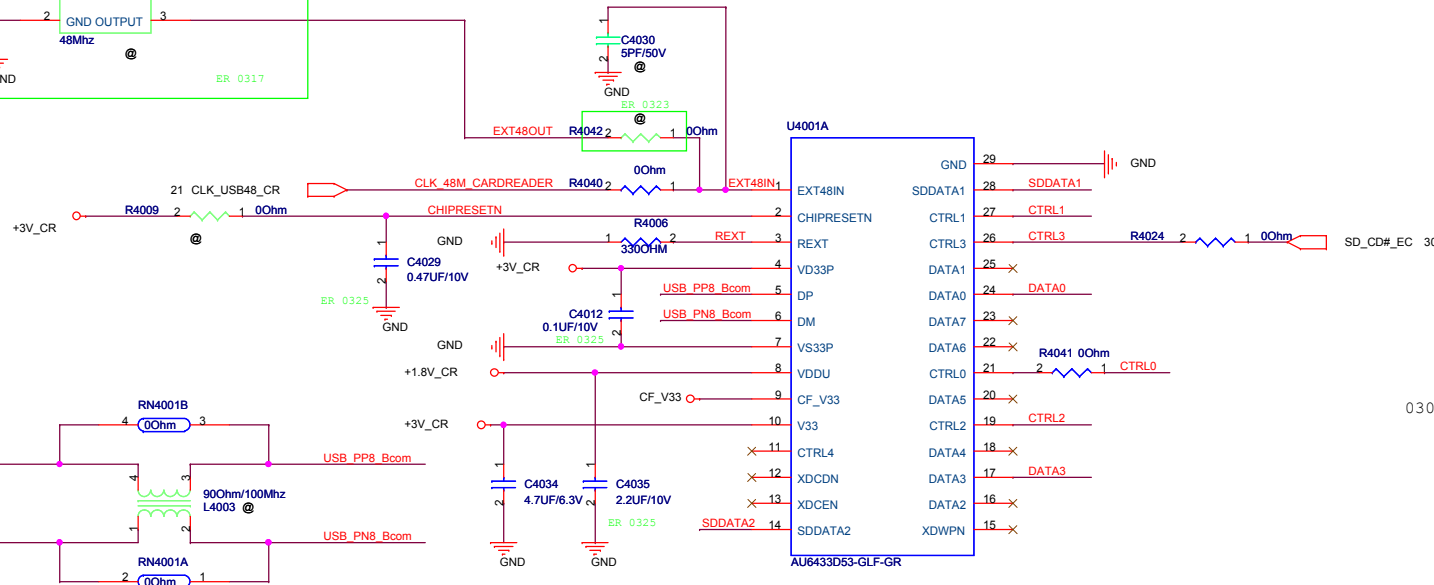 2 GND OUTPUT 3
48Mhz
@
ND
ER 0317
1
C4030
5PF/50V
2
@
GND
ER 0323
@
EXT48OUT R4042 2 1 0Ohm
U4001A
0Ohm
21 CLK_USB48_CR
CLK_48M_CARDREADER R4040 2 1 EXT48IN 1 EXT48IN
+3V_CR
R4009 2 1 0Ohm
@
CHIPRESETN 2 CHIPRESETN
R4006
GND 1 2 REXT 3 REXT
330OHM
1
C4029
0.47UF/10V
2
ER 0325
GND
+3V_CR 4 VD33P
1
USB_PP8_Bcom 5 DP
C4012
0.1UF/10V
2
ER 0325
USB_PN8_Bcom 6 DM
GND 7 VS33P
+1.8V_CR 8 VDDU
CF_V33 9 CF_V33
+3V_CR 10 V33
11 CTRL4
12 XDCDN
13 XDCEN
SDDATA2 14 SDDATA2
1
C4034
4.7UF/6.3V
2
GND
1
C4035
2.2UF/10V
2
ER 0325
GND
GND 29 GND
SDDATA1 28 SDDATA1
CTRL1 27 CTRL1
CTRL3 26 CTRL3 R4024 2 1 0Ohm SD_CD#_EC
DATA1 25
DATA0 24 DATA0
DATA7 23
DATA6 22
R4041 0Ohm
CTRL0 21 2 1 CTRL0
DATA5 20
CTRL2 19 CTRL2
DATA4 18
DATA3 17 DATA3
DATA2 16
XDWPN 15
AU6433D53-GLF-GR
030
RN4001B
4 0Ohm 3
USB_PP8_Bcom
4 3
90Ohm/100Mhz
L4003 @
1 2
USB_PN8_Bcom
RN4001A
2 0Ohm 1